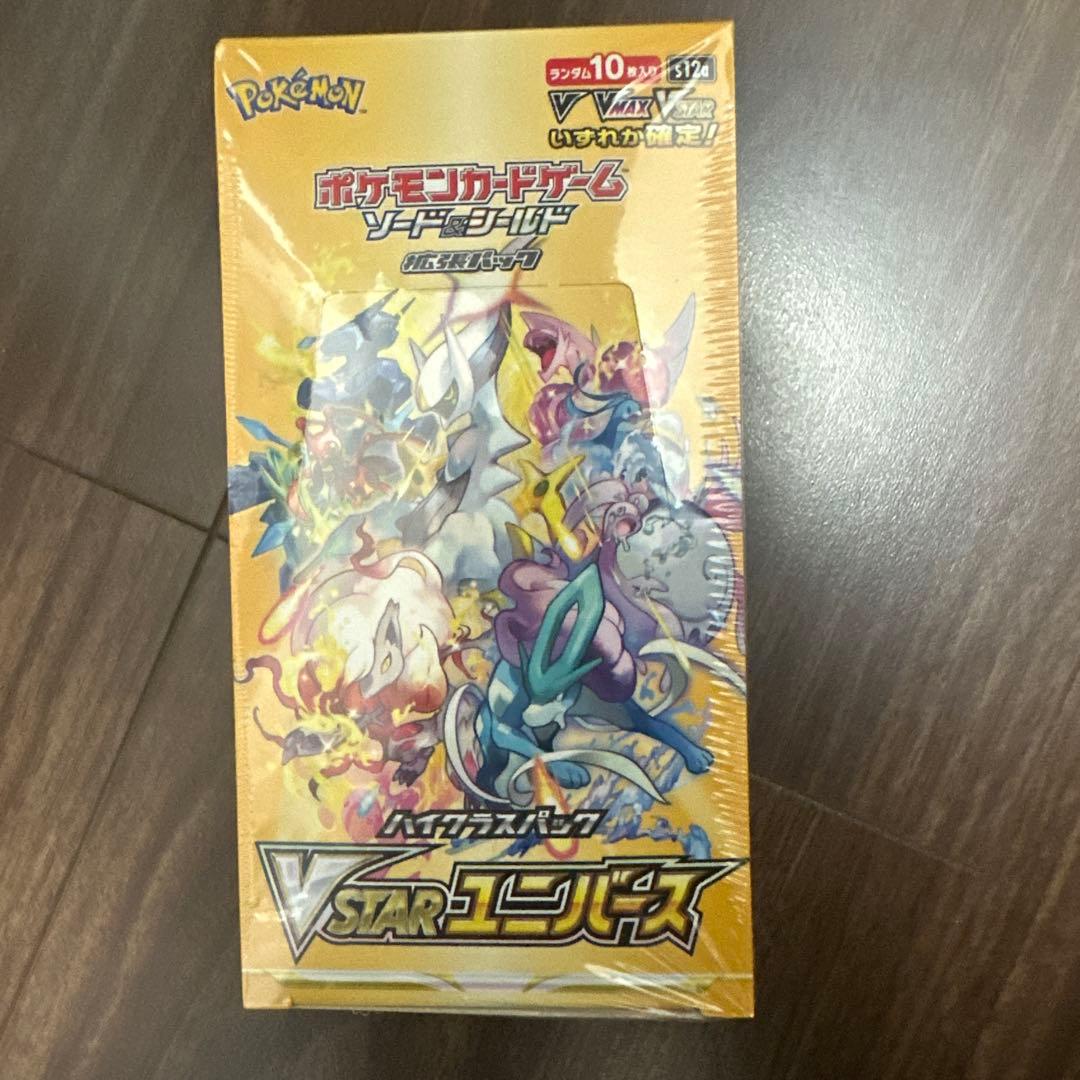 Pokémon
ランダム10枚入り s12a
V VMAX VSTAR
いずれか確定!
ポケモンカードゲーム
ソード&シールド
拡張パック
ハイクラスパック
VSTARユニバース